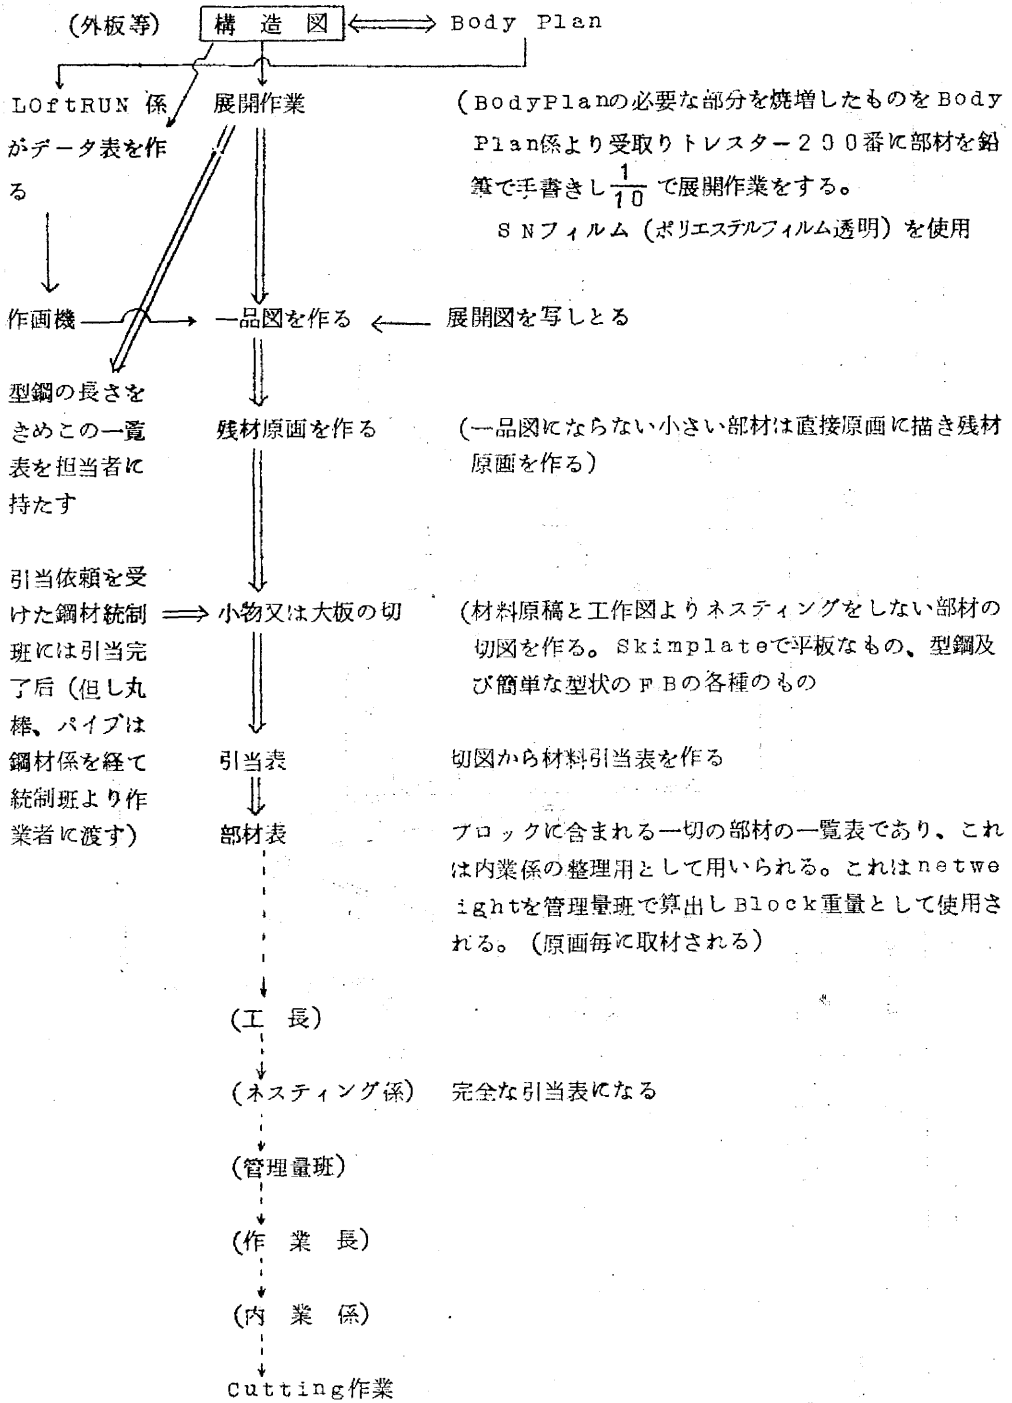 (外板等) 構造図 Body Plan
LOftRUN 係
がデータ表を作
る
展開作業
(BodyPlanの必要な部分を焼増したものをBody
Plan係より受取りトレスター200番に部材を鉛
筆で手書きし1/10で展開作業をする。
SNフィルム(ポリエステルフィルム透明)を使用
作画機
一品図を作る
展開図を写しとる
型鋼の長さを
きめこの一覧
表を担当者に
持たす
残材原画を作る
(一品図にならない小さい部材は直接原画に描き残材
原画を作る)
引当依頼を受
けた鋼材統制
班には引当完
了后(但し丸
棒、パイプは
鋼材係を経て
統制班より作
業者に渡す)
小物又は大板の切
(材料原稿と工作図よりネスティングをしない部材の
切図を作る。Skimplateで平板なもの、型鋼及
び簡単な型状のFBの各種のもの
引当表
切図から材料引当表を作る
部材表
ブロックに含まれる一切の部材の一覧表であり、これ
は内業係の整理用として用いられる。これはnetwe
ightを管理量班で算出しBlock重量として使用さ
れる。(原画毎に取材される)
(工長)
(ネスティング係)
完全な引当表になる
(管理量班)
(作業長)
(内業係)
Cutting作業